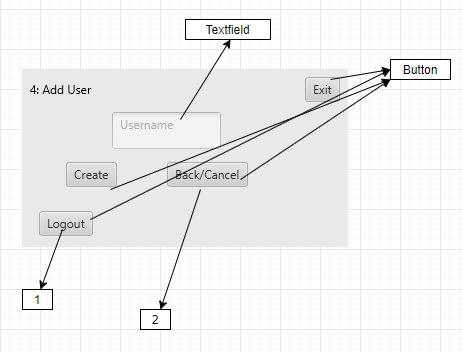 Textfield
Button
4: Add User
Exit
Username
Create
Back/Cancel
Logout
1
2